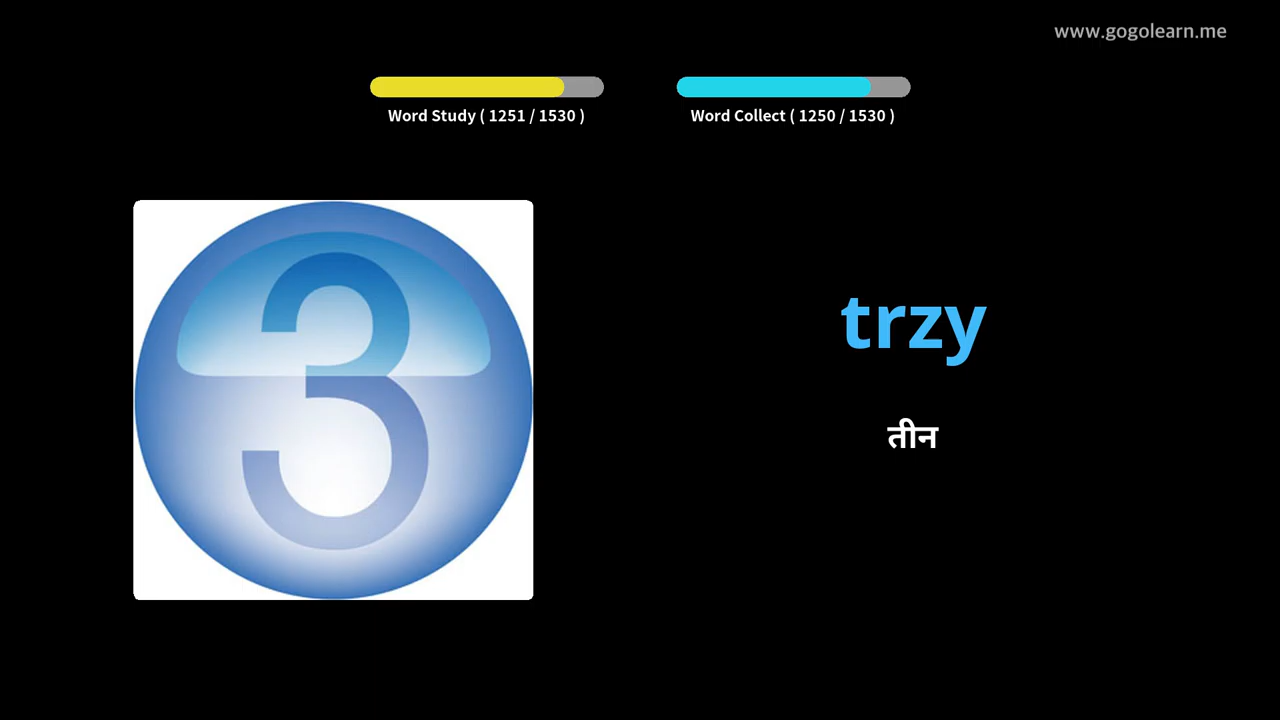 www.gogolearn.me
Word Study ( 1251 / 1530 )
Word Collect ( 1250 / 1530 )
3
trzy
तीन